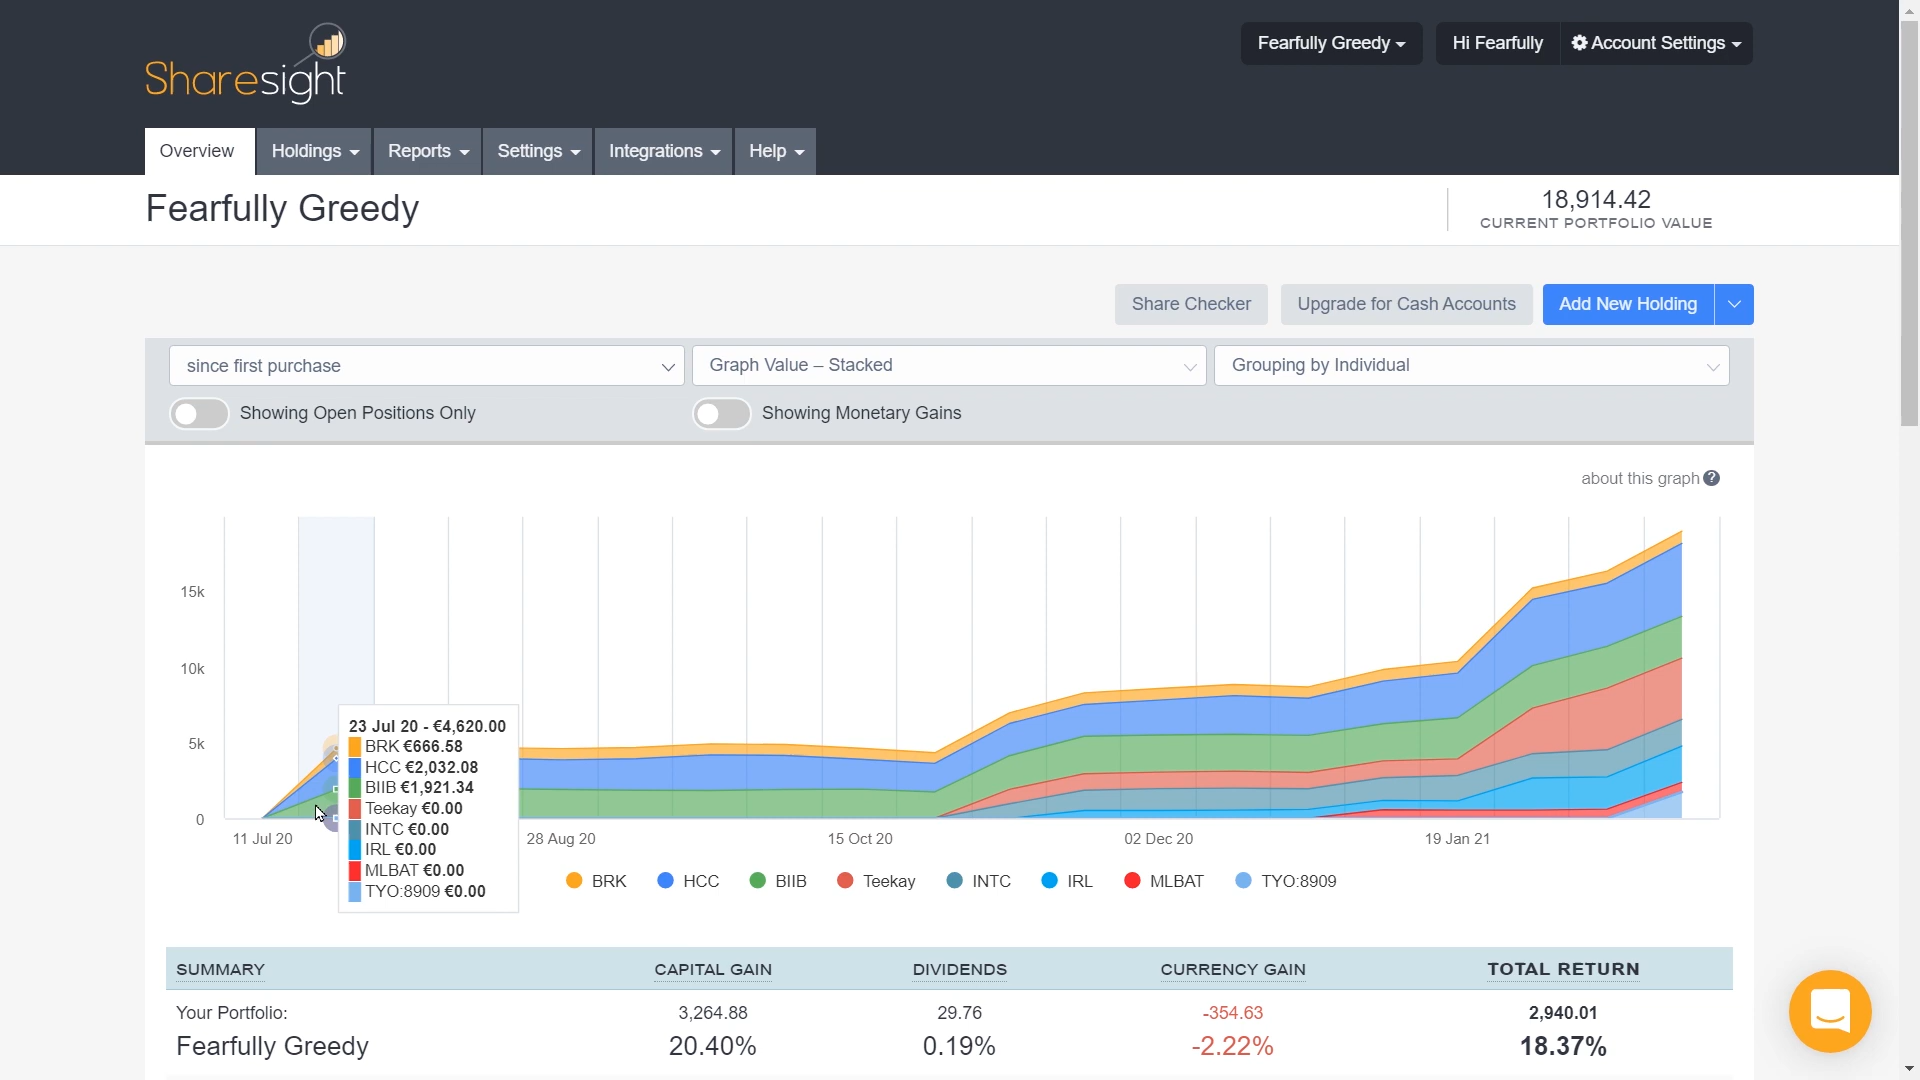 Sharesight
Fearfully Greedy
Hi Fearfully
Account Settings
Overview
Holdings
Reports
Settings
Integrations
Help
Fearfully Greedy
18,914.42
CURRENT PORTFOLIO VALUE
Share Checker
Upgrade for Cash Accounts
Add New Holding
since first purchase
Graph Value – Stacked
Grouping by Individual
Showing Open Positions Only
Showing Monetary Gains
about this graph ?
15k
10k
5k
0
23 Jul 20 - €4,620.00
BRK €666.58
HCC €2,032.08
BIIB €1,921.34
Teekay €0.00
INTC €0.00
IRL €0.00
MLBAT €0.00
TYO:8909 €0.00
11 Jul 20
28 Aug 20
15 Oct 20
02 Dec 20
19 Jan 21
BRK
HCC
BIIB
Teekay
INTC
IRL
MLBAT
TYO:8909
SUMMARY CAPITAL GAIN DIVIDENDS CURRENCY GAIN TOTAL RETURN
Your Portfolio: 3,264.88 29.76 -354.63 2,940.01
Fearfully Greedy 20.40% 0.19% -2.22% 18.37%